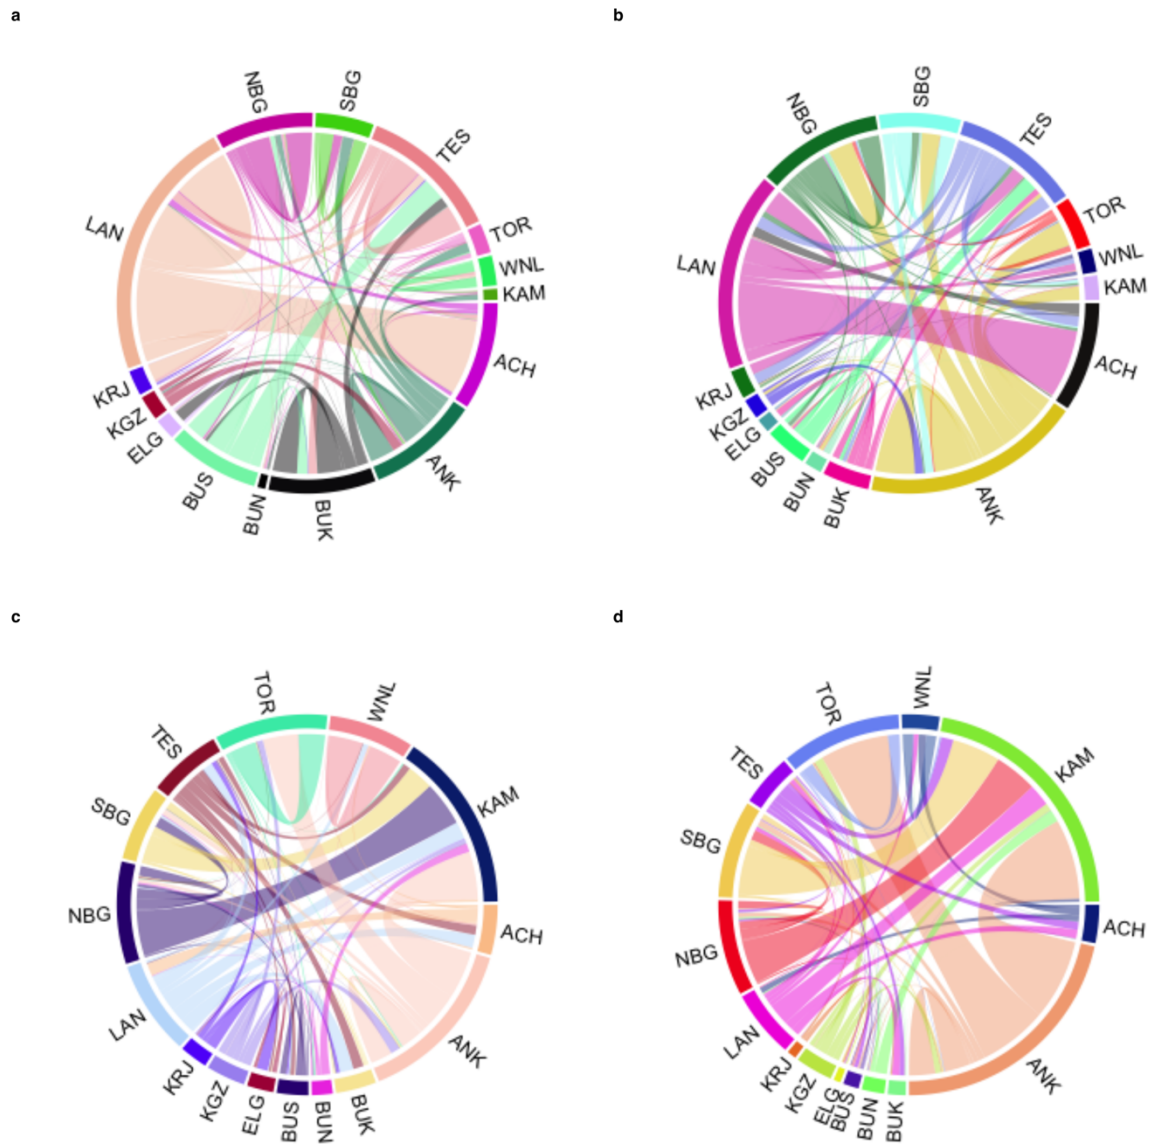 a
NBG
SBG
TES
TOR
WNL
KAM
ACH
ANK
BUK
BUN
BUS
ELG
KGZ
KRJ
LAN
b
NBG
SBG
TES
TOR
WNL
KAM
ACH
ANK
BUK
BUN
BUS
ELG
KGZ
KRJ
LAN
c
TOR
WNL
KAM
ACH
ANK
BUK
BUN
BUS
ELG
KGZ
KRJ
LAN
NBG
SBG
TES
d
TOR
WNL
KAM
ACH
ANK
BUK
BUN
BUS
ELG
KGZ
KRJ
LAN
NBG
SBG
TES